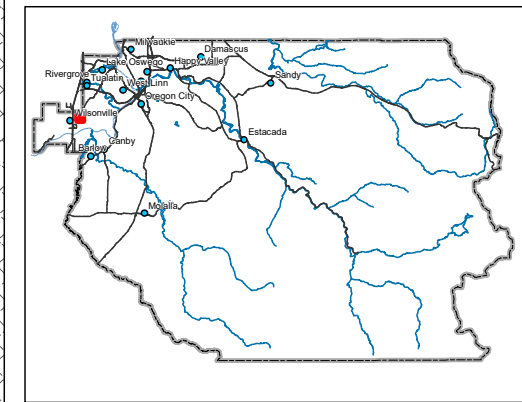 Milwaukie
Damascus
Lake Oswego
Happy Valley
Rivergrove
Tualatin
West Linn
Sandy
Oregon City
Wilsonville
Estacada
Canby
Barlow
Molalla